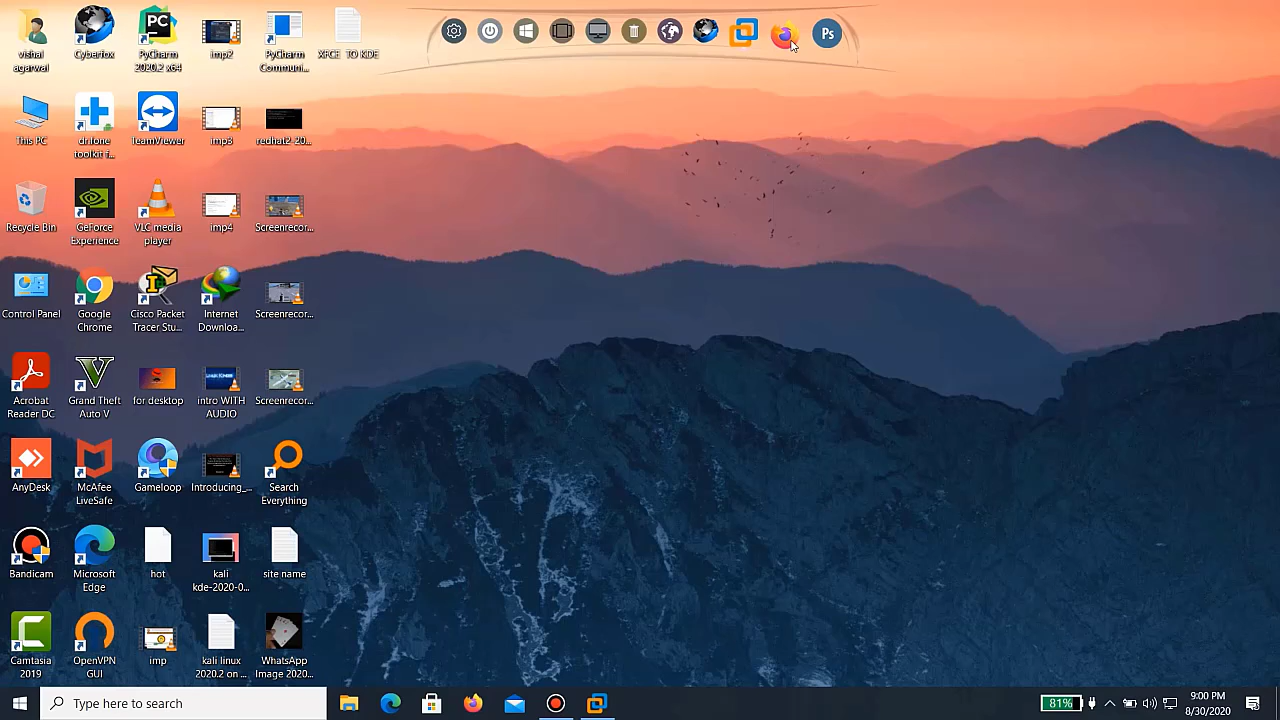 Ps
vishal
agarwal
Cyberfox
PyCharm
2020.2 x64
imp2
PyCharm
Communi...
XFCE TO KDE
This PC
drfone
toolkit f...
TeamViewer
imp3
redhat2_20...
Recycle Bin
GeForce
Experience
VLC media
player
imp4
Screenrecor...
Control Panel
Google
Chrome
Cisco Packet
Tracer Stu...
Internet
Downloa...
Screenrecor...
Acrobat
Reader DC
Grand Theft
Auto V
for desktop
intro WITH
AUDIO
Screenrecor...
AnyDesk
McAfee
LiveSafe
Gameloop
Introducing_...
Search
Everything
Bandicam
Microsoft
Edge
hot
kali
kde-2020-0...
site name
Camtasia
2019
OpenVPN
GUI
imp
kali linux
2020.2 on ...
WhatsApp
Image 2020...
Type here to search
81%
9:00 PM
8/30/2020